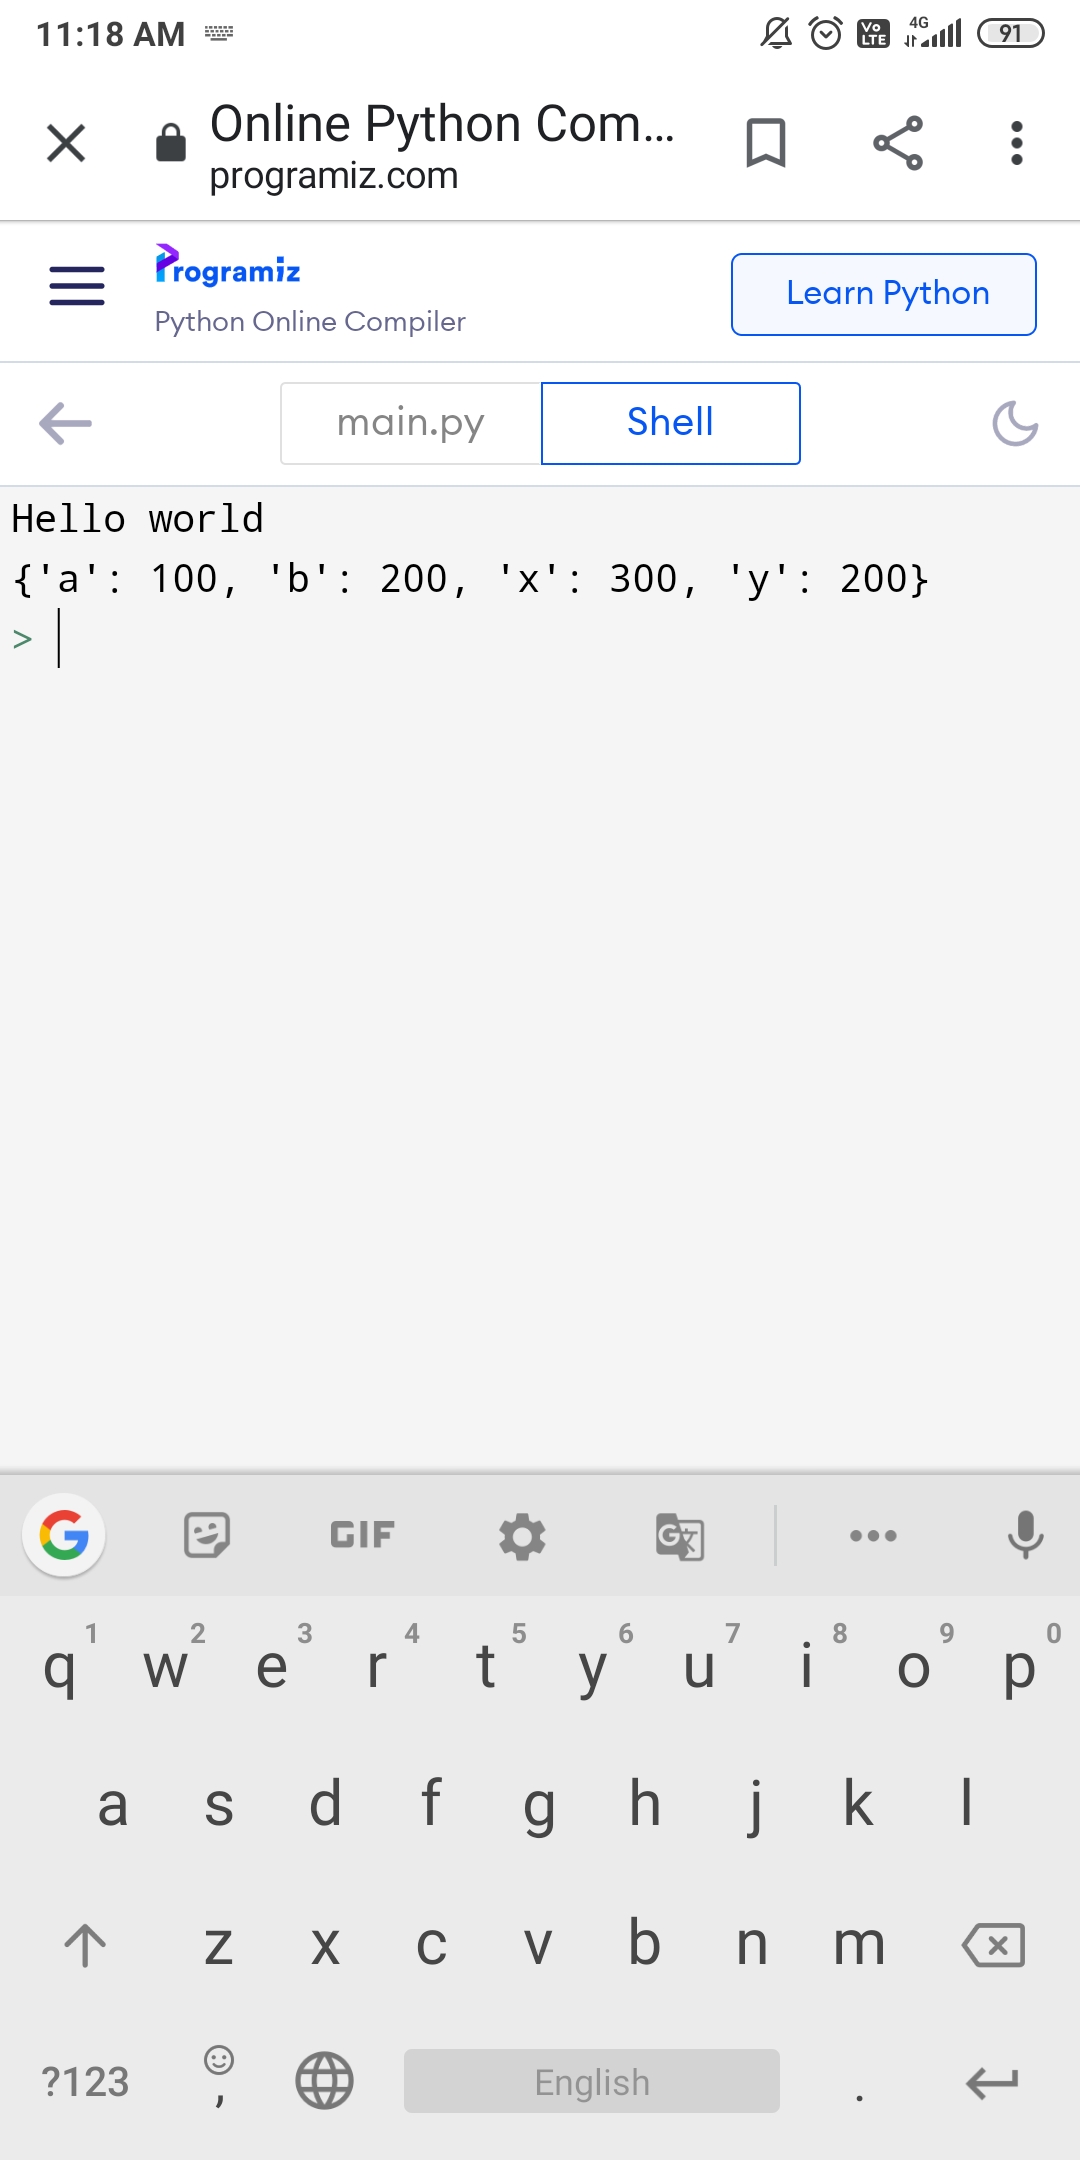 11:18 AM
Vo LTE 4G 91
Online Python Com...
programiz.com
Programiz
Python Online Compiler
Learn Python
main.py
Shell
Hello world
{'a': 100, 'b': 200, 'x': 300, 'y': 200}
>
G GIF G文
1 2 3 4 5 6 7 8 9 0
q w e r t y u i o p
a s d f g h j k l
z x c v b n m
?123 , English .